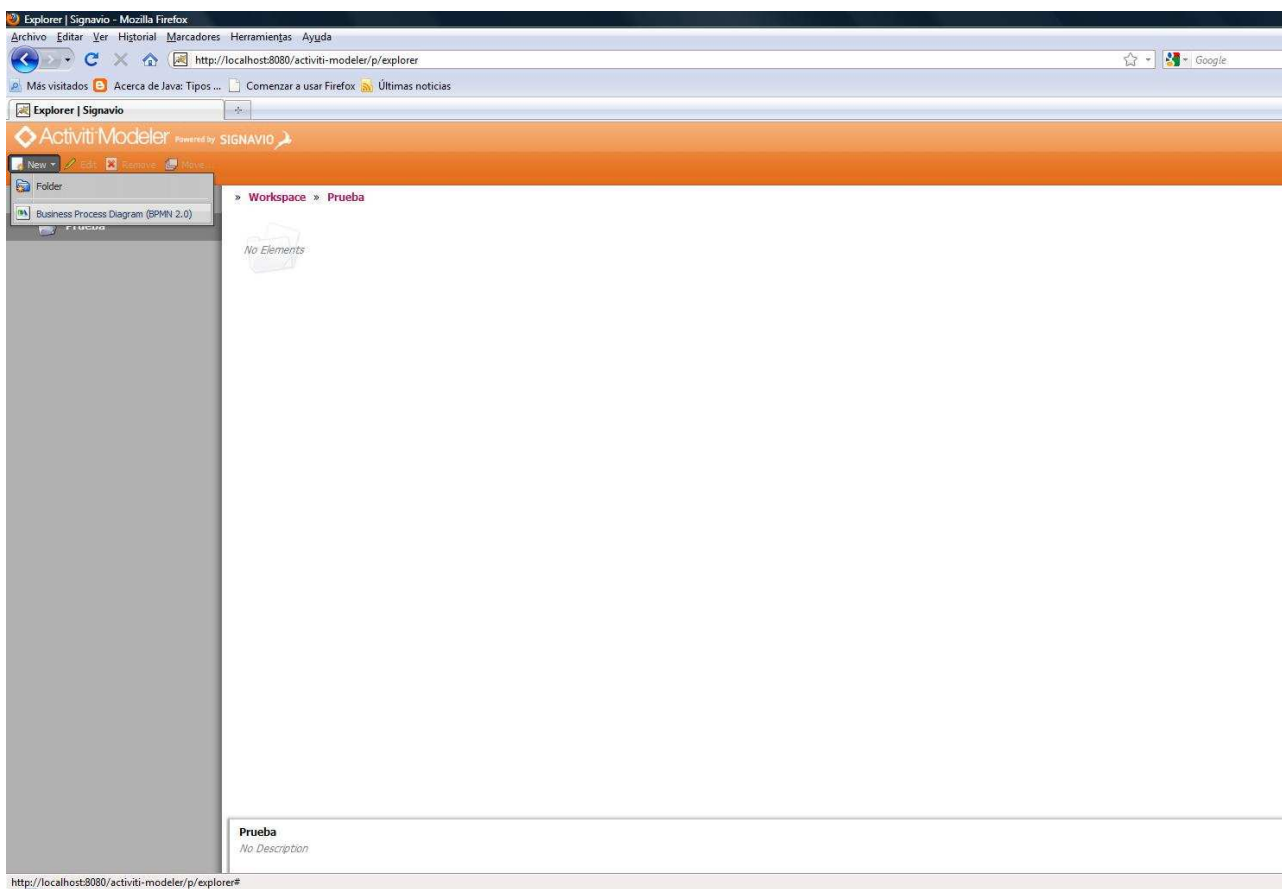 Explorer | Signavio - Mozilla Firefox
Archivo Editar Ver Historial Marcadores Herramientas Ayuda
http://localhost:8080/activiti-modeler/p/explorer
Google
Más visitados Acerca de Java: Tipos ... Comenzar a usar Firefox Últimas noticias
Explorer | Signavio
Activiti Modeler Powered by SIGNAVIO
New Edit Remove Move
Folder
Business Process Diagram (BPMN 2.0)
» Workspace » Prueba
Prueba
No Elements
Prueba
No Description
http://localhost:8080/activiti-modeler/p/explorer#